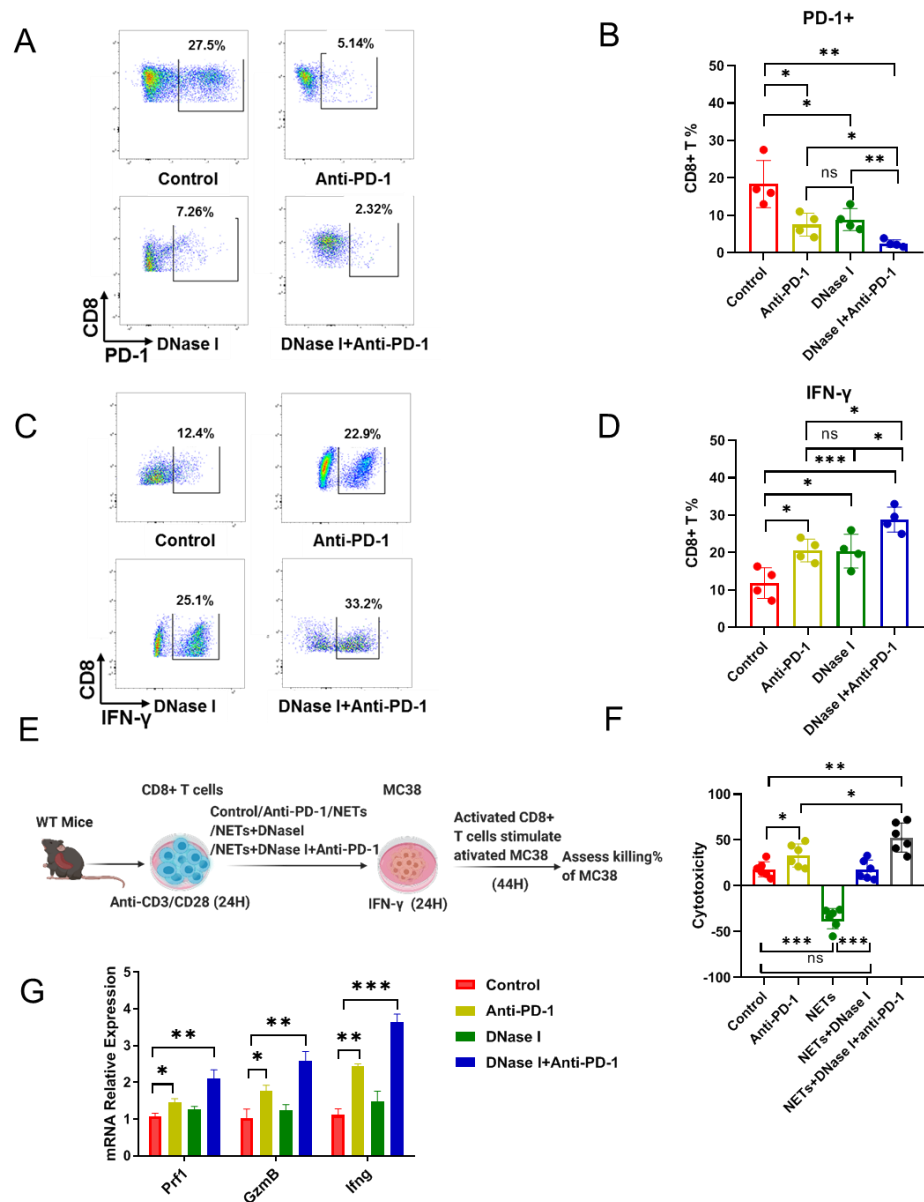 A
27.5%
5.14%
Control
Anti-PD-1
7.26%
2.32%
CD8
PD-1
DNase I
DNase I+Anti-PD-1
B
PD-1+
**
*
*
*
ns
**
CD8+ T %
50
40
30
20
10
0
Control
Anti-PD-1
DNase I
DNase I+Anti-PD-1
C
12.4%
22.9%
Control
Anti-PD-1
25.1%
33.2%
CD8
IFN-γ
DNase I
DNase I+Anti-PD-1
D
IFN-γ
*
ns
*
***
*
*
CD8+ T %
50
40
30
20
10
0
Control
Anti-PD-1
DNase I
DNase I+Anti-PD-1
E
WT Mice
CD8+ T cells
Anti-CD3/CD28 (24H)
Control/Anti-PD-1/NETs
/NETs+DNaseI
/NETs+DNase I+Anti-PD-1
MC38
IFN-γ (24H)
Activated CD8+
T cells stimulate
ativated MC38
(44H)
Assess killing%
of MC38
F
**
*
*
Cytotoxicity
100
50
0
-50
-100
***
***
ns
Control
Anti-PD-1
NETs
NETs+DNase I
NETs+DNase I+anti-PD-1
G
mRNA Relative Expression
5
4
3
2
1
0
**
*
**
*
***
**
Prf1
GzmB
Ifng
Control
Anti-PD-1
DNase I
DNase I+Anti-PD-1